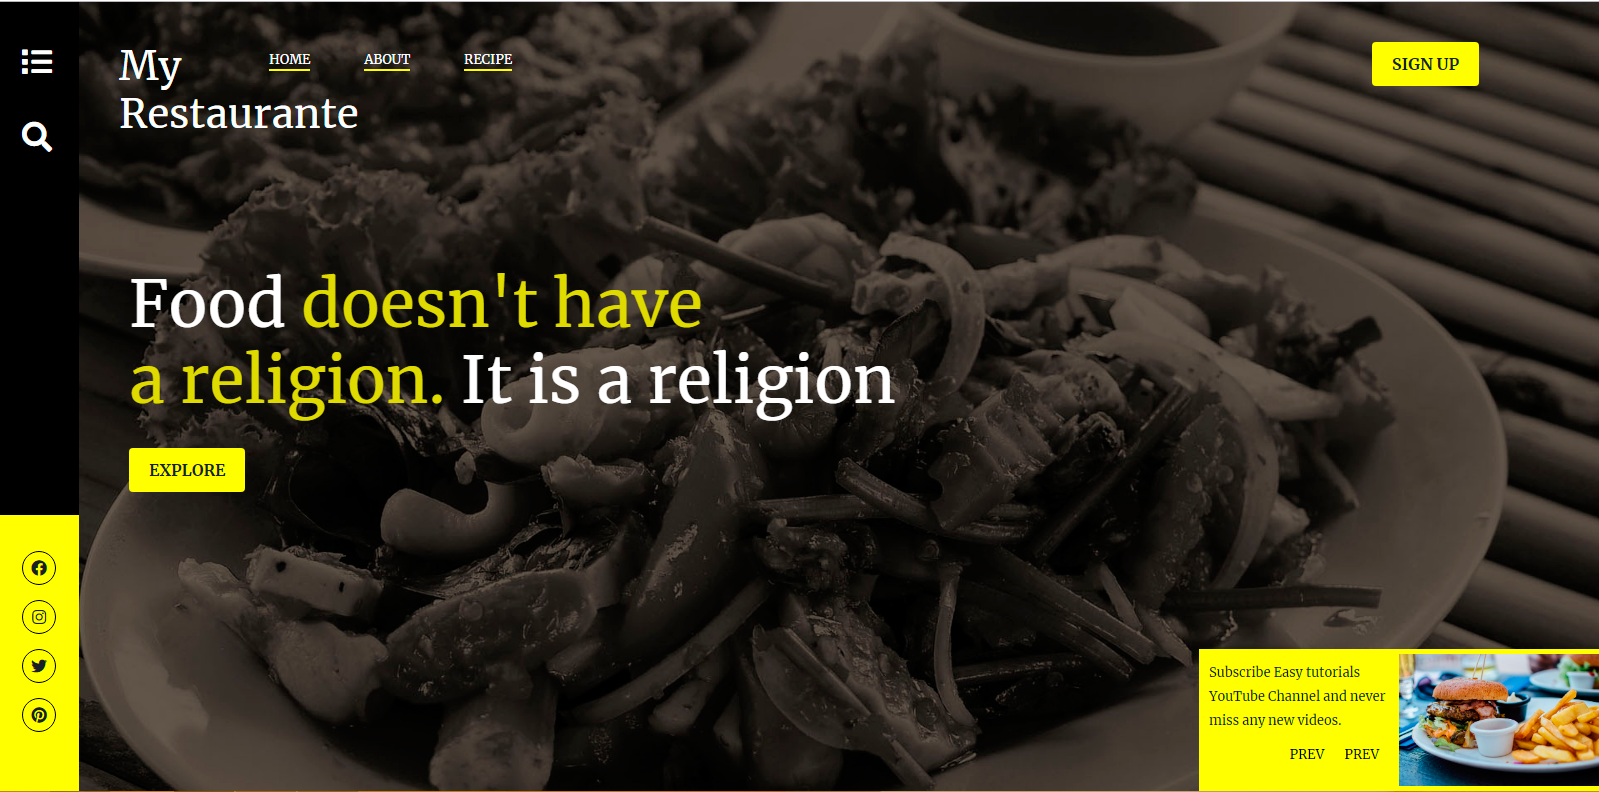 My
Restaurante
HOME ABOUT RECIPE
SIGN UP
Food doesn't have
a religion. It is a religion
EXPLORE
Subscribe Easy tutorials
YouTube Channel and never
miss any new videos.
PREV PREV